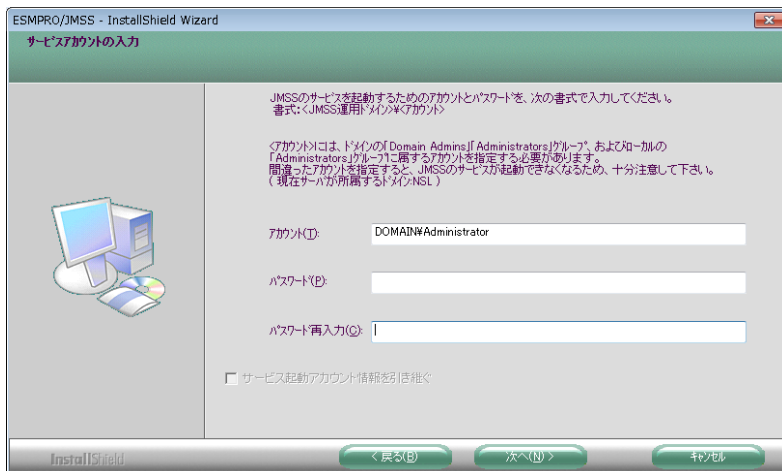 ESMPRO/JMSS - InstallShield Wizard
サービスアカウントの入力
JMSSのサービスを起動するためのアカウントとパスワードを、次の書式で入力してください。
書式:<JMSS運用ドメイン>¥<アカウント>
<アカウント>には、ドメインの「Domain Admins」「Administrators」グループ、およびローカルの
「Administrators」グループに属するアカウントを指定する必要があります。
間違ったアカウントを指定すると、JMSSのサービスが起動できなくなるため、十分注意して下さい。
( 現在サーバが所属するドメイン:NSL )
アカウント(T):
DOMAIN¥Administrator
パスワード(P):
パスワード再入力(C):
サービス起動アカウント情報を引き継ぐ
InstallShield
< 戻る(B)
次へ(N) >
キャンセル